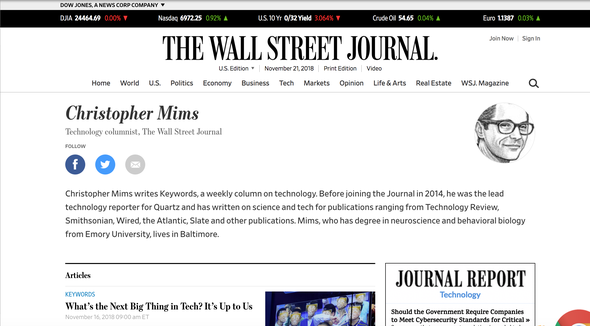 DOW JONES, A NEWS CORP COMPANY ▼
DJIA 24464.69 0.00% ▼ Nasdaq 6972.25 0.92% ▲ U.S. 10 Yr 0/32 Yield 3.064% ▼ Crude Oil 54.65 0.04% ▲ Euro 1.1387 0.03% ▲
Join Now | Sign In
THE WALL STREET JOURNAL.
U.S. Edition ▼ | November 21, 2018 | Print Edition | Video
Home World U.S. Politics Economy Business Tech Markets Opinion Life & Arts Real Estate WSJ. Magazine
Christopher Mims
Technology columnist, The Wall Street Journal
FOLLOW
f
Christopher Mims writes Keywords, a weekly column on technology. Before joining the Journal in 2014, he was the lead
technology reporter for Quartz and has written on science and tech for publications ranging from Technology Review,
Smithsonian, Wired, the Atlantic, Slate and other publications. Mims, who has degree in neuroscience and behavioral biology
from Emory University, lives in Baltimore.
Articles
KEYWORDS
What's the Next Big Thing in Tech? It's Up to Us
November 16, 2018 09:00 am ET
JOURNAL REPORT
Technology
Should the Government Require Companies
to Meet Cybersecurity Standards for Critical »